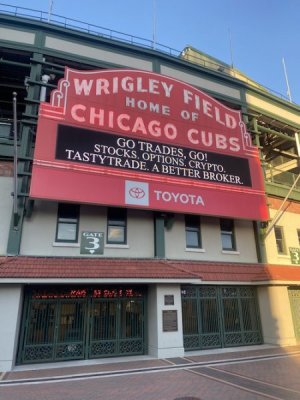 WRIGLEY FIELD
HOME OF
CHICAGO CUBS
GO TRADES, GO!
STOCKS. OPTIONS. CRYPTO.
TASTYTRADE. A BETTER BROKER.
TOYOTA
GATE
3